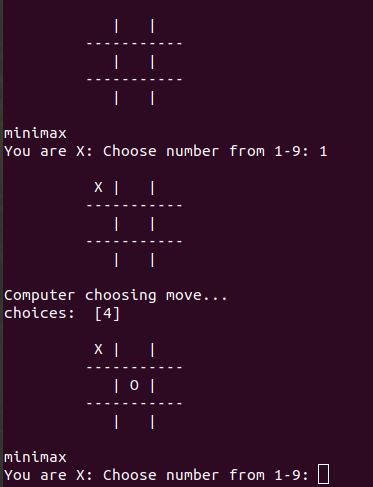 |   |
-----------
|   |
-----------
|   |
minimax
You are X: Choose number from 1-9: 1
X |   |
-----------
|   |
-----------
|   |
Computer choosing move...
choices:  [4]
X |   |
-----------
| O |
-----------
|   |
minimax
You are X: Choose number from 1-9: